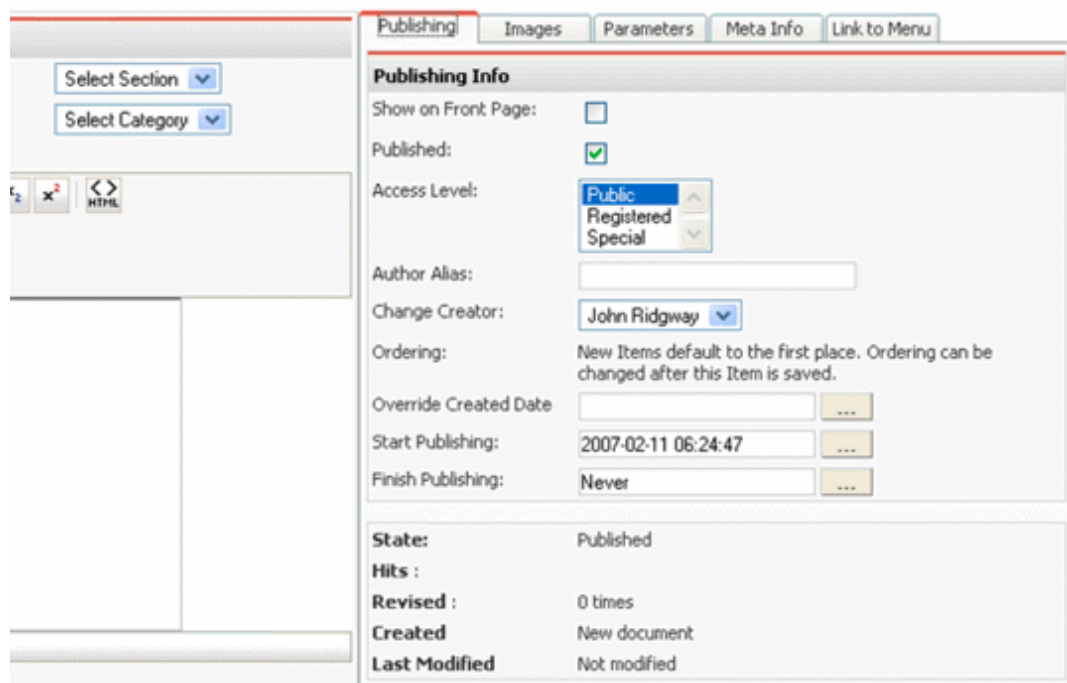 Publishing Images Parameters Meta Info Link to Menu
Select Section
Select Category
x²
HTML
Publishing Info
Show on Front Page:
Published:
Access Level: Public
Registered
Special
Author Alias:
Change Creator: John Ridgway
Ordering: New Items default to the first place. Ordering can be
changed after this Item is saved.
Override Created Date ...
Start Publishing: 2007-02-11 06:24:47 ...
Finish Publishing: Never ...
State: Published
Hits :
Revised : 0 times
Created New document
Last Modified Not modified